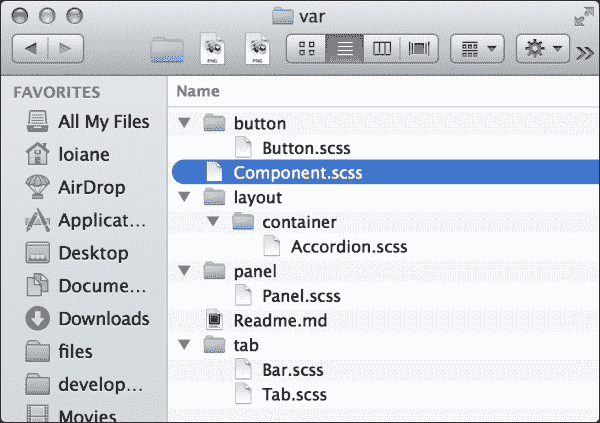 var
PNG
PNG
FAVORITES
All My Files
loiane
AirDrop
Applicat...
Desktop
Docume...
Downloads
files
develop...
Movies
Name
button
Button.scss
Component.scss
layout
container
Accordion.scss
panel
Panel.scss
Readme.md
tab
Bar.scss
Tab.scss